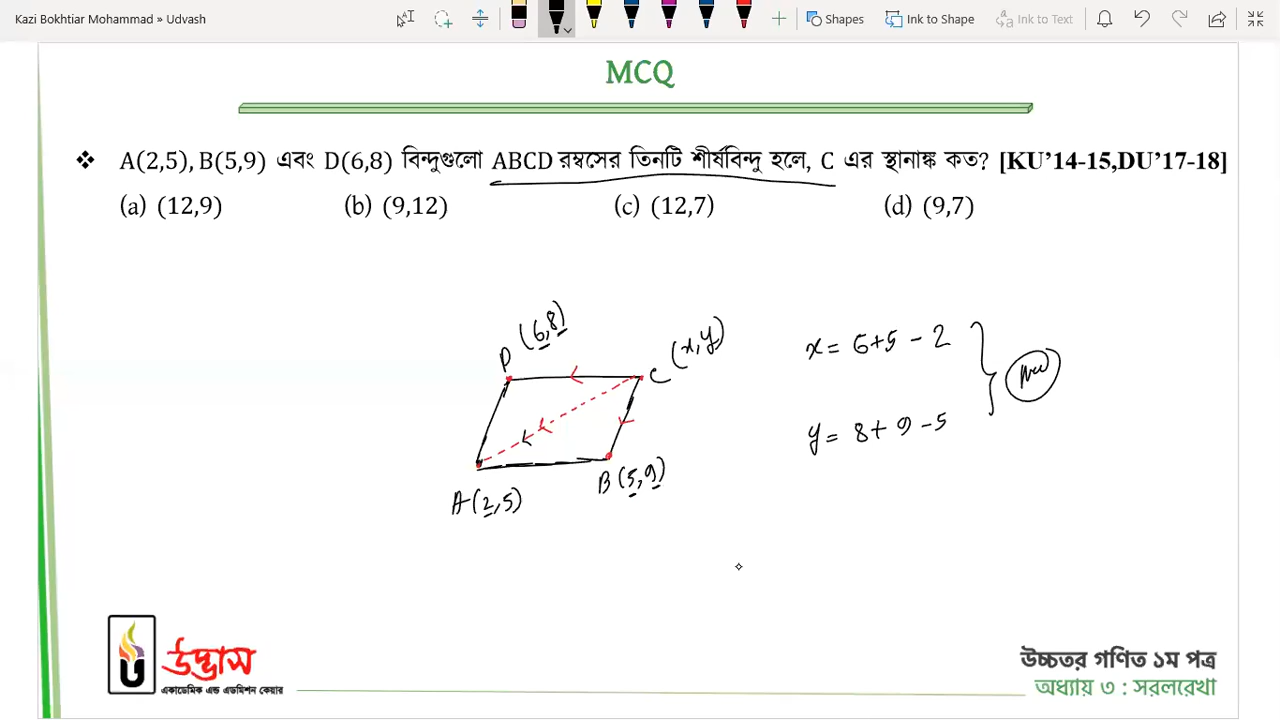 Kazi Bokhtiar Mohammad » Udvash
Shapes
Ink to Shape
Ink to Text
MCQ
❖ A(2,5), B(5,9) এবং D(6,8) বিন্দুগুলো ABCD রম্বসের তিনটি শীর্ষবিন্দু হলে, C এর স্থানাঙ্ক কত? [KU’14-15,DU’17-18]
(a) (12,9) (b) (9,12) (c) (12,7) (d) (9,7)
D (6,8)
C (x,y)
A (2,5)
B (5,9)
x = 6+5-2
y = 8+9-5
উদ্ভাস
একাডেমিক এন্ড এডমিশন কেয়ার
উচ্চতর গণিত ১ম পত্র
অধ্যায় ৩ : সরলরেখা